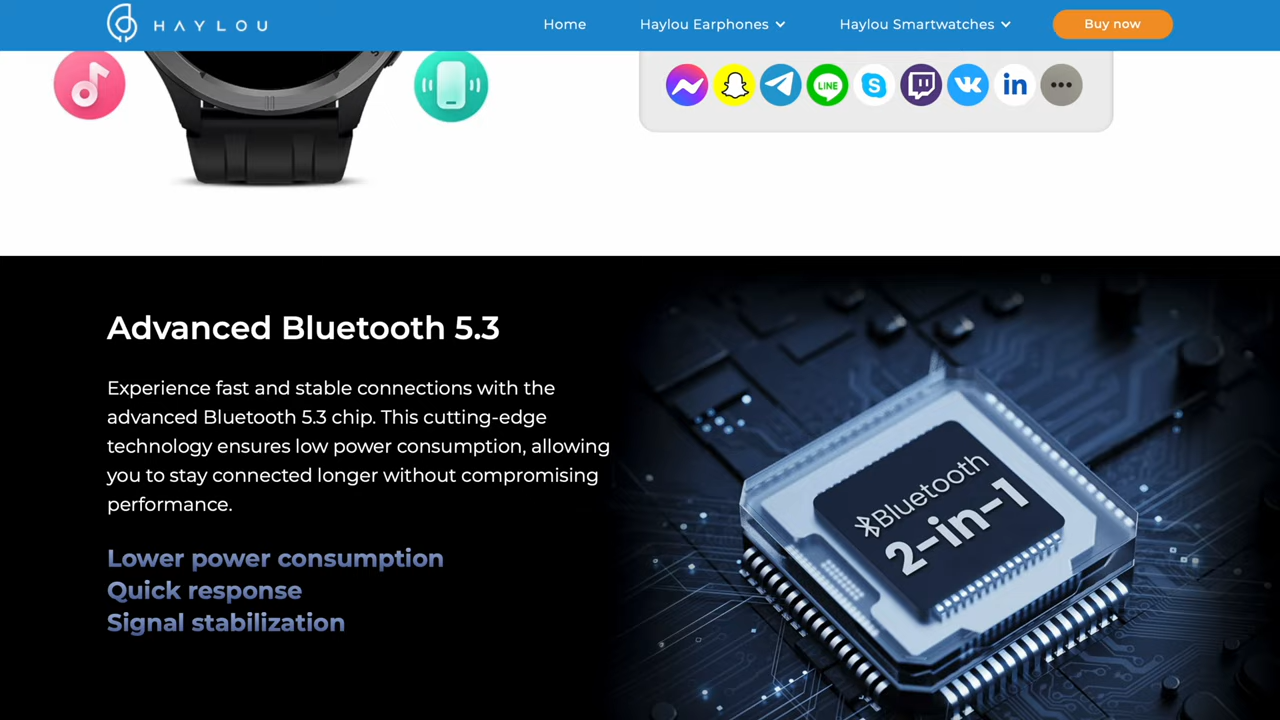 HAYLOU
Home
Haylou Earphones
Haylou Smartwatches
Buy now
LINE
in
Advanced Bluetooth 5.3
Experience fast and stable connections with the
advanced Bluetooth 5.3 chip. This cutting-edge
technology ensures low power consumption, allowing
you to stay connected longer without compromising
performance.
Lower power consumption
Quick response
Signal stabilization
Bluetooth
2-in-1